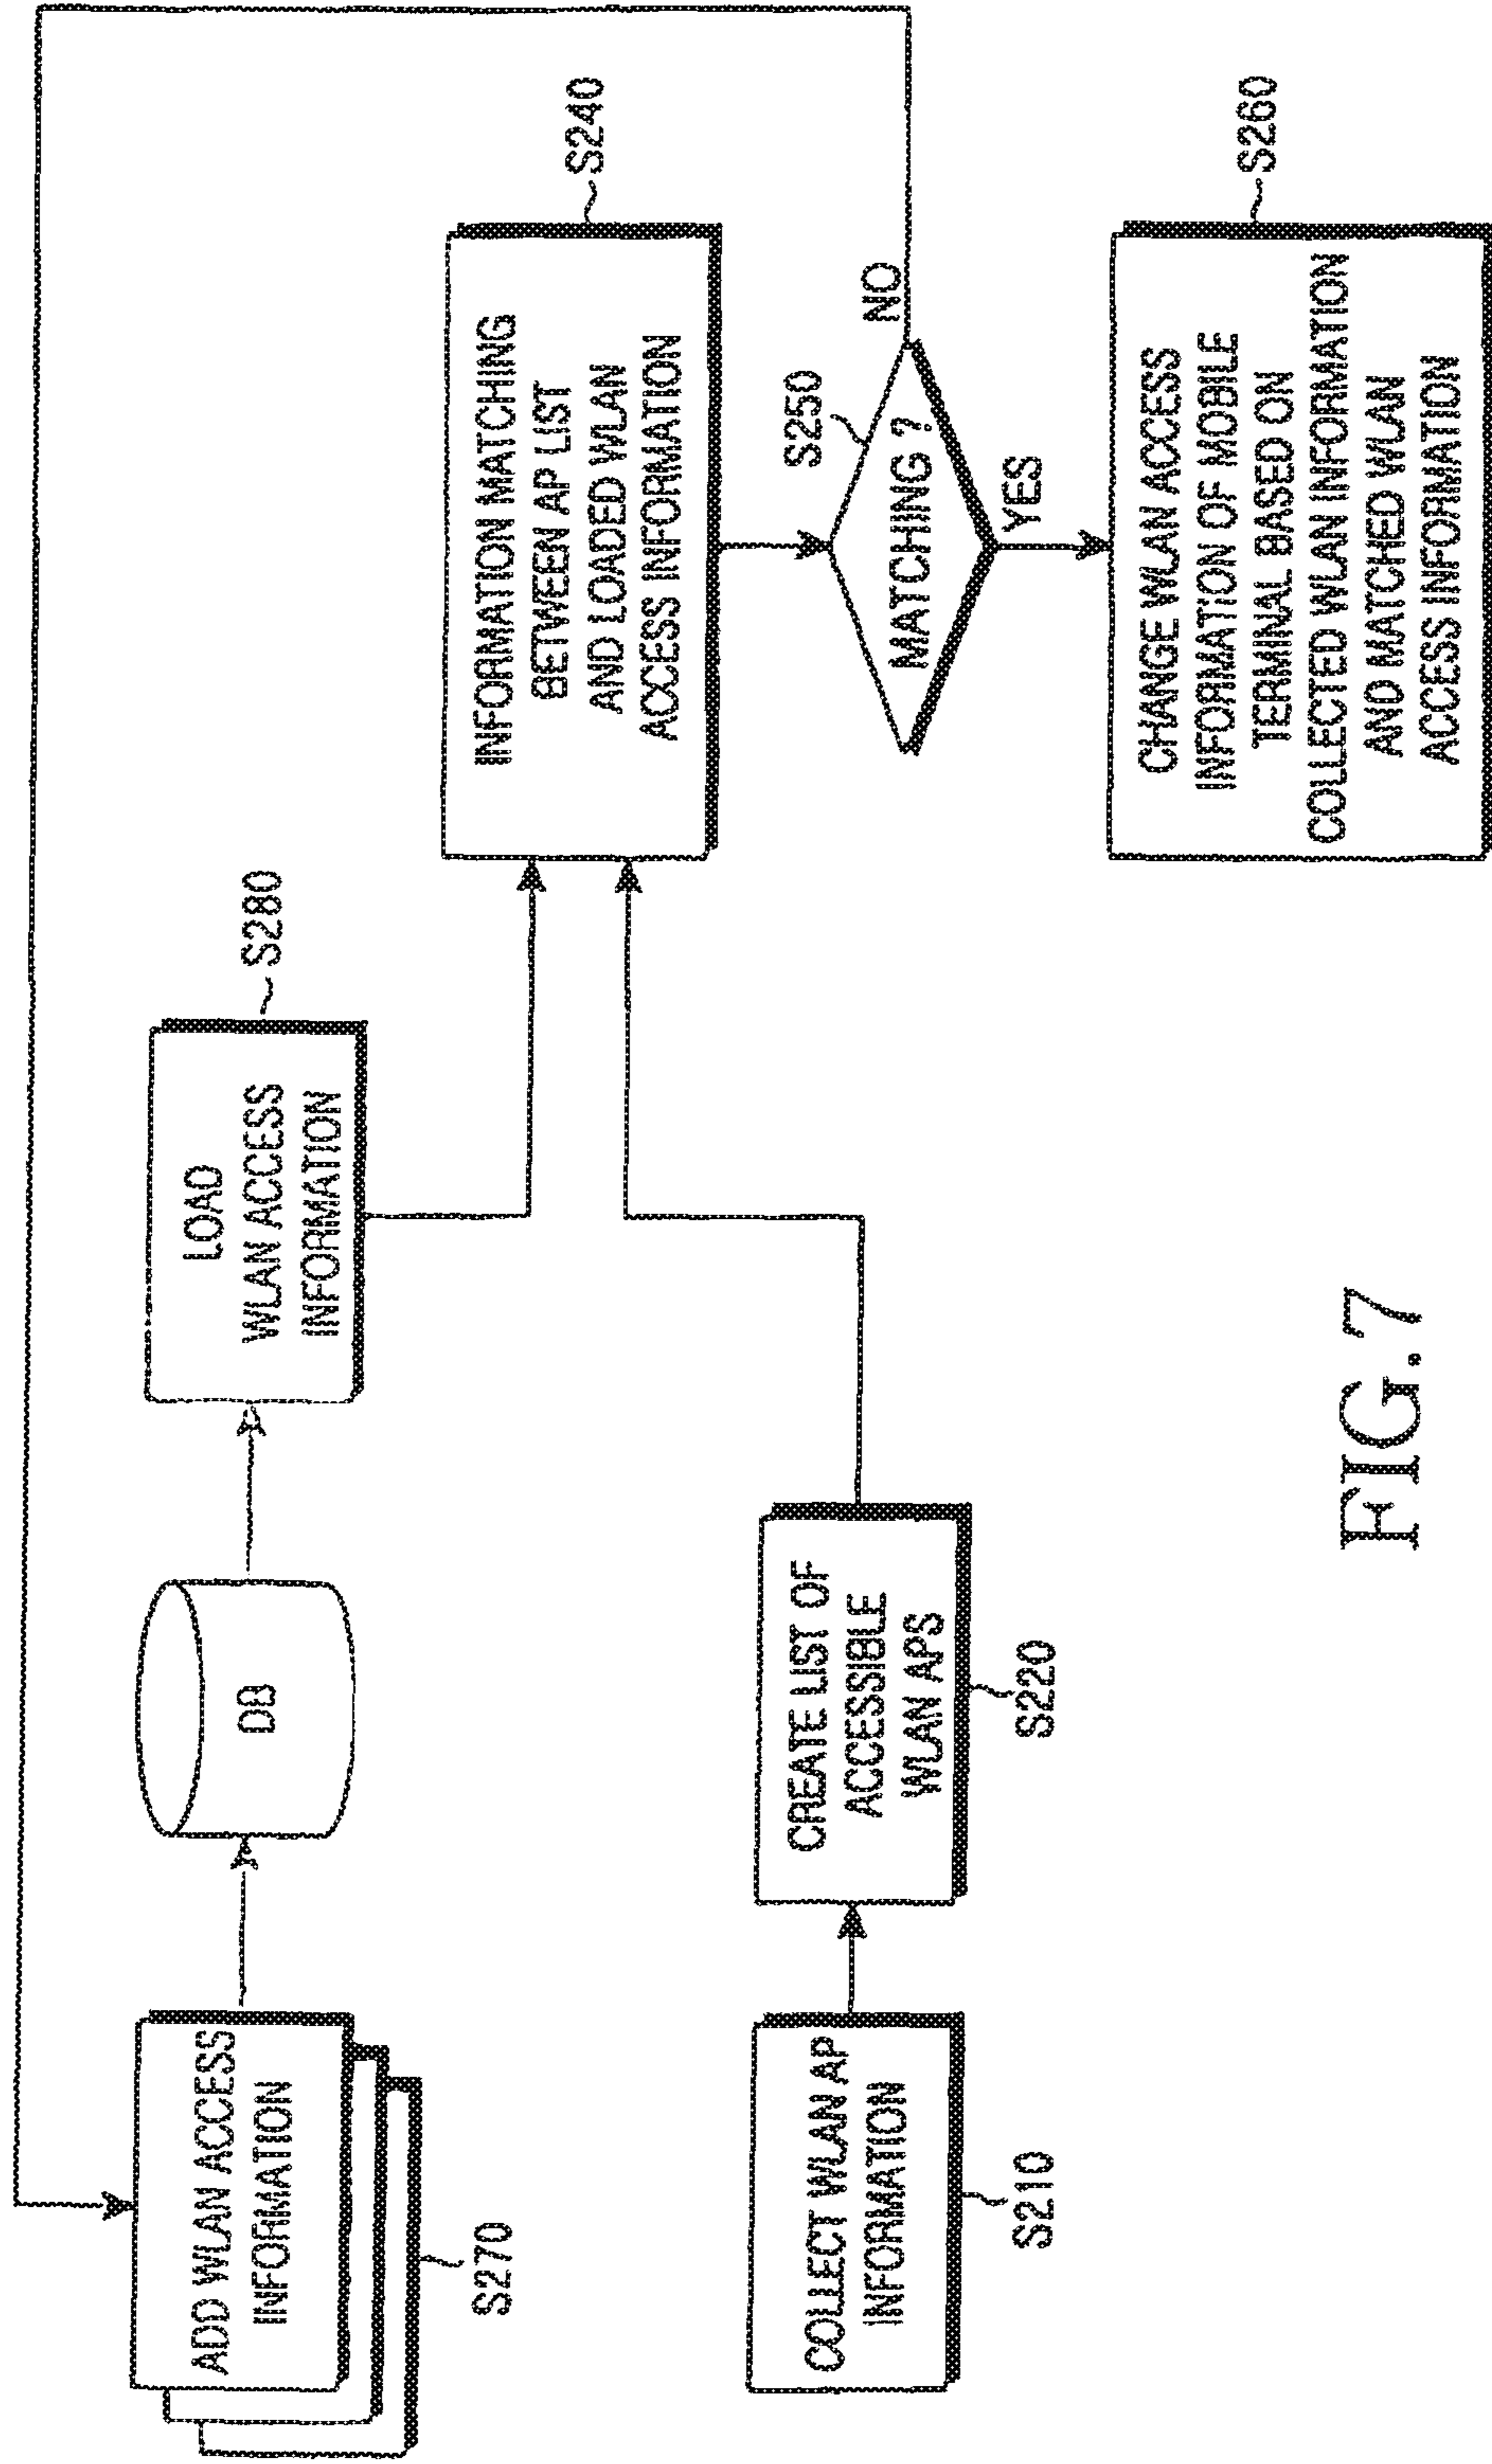 ADD WLAN ACCESS
INFORMATION
S270
DB
LOAD
WLAN ACCESS
INFORMATION
S280
COLLECT WLAN AP
INFORMATION
S210
CREATE LIST OF
ACCESSIBLE
WLAN APS
S220
INFORMATION MATCHING
BETWEEN AP LIST
AND LOADED WLAN
ACCESS INFORMATION
S240
S250
MATCHING ?
NO
YES
CHANGE WLAN ACCESS
INFORMATION OF MOBILE
TERMINAL BASED ON
COLLECTED WLAN INFORMATION
AND MATCHED WLAN
ACCESS INFORMATION
S260
FIG.7